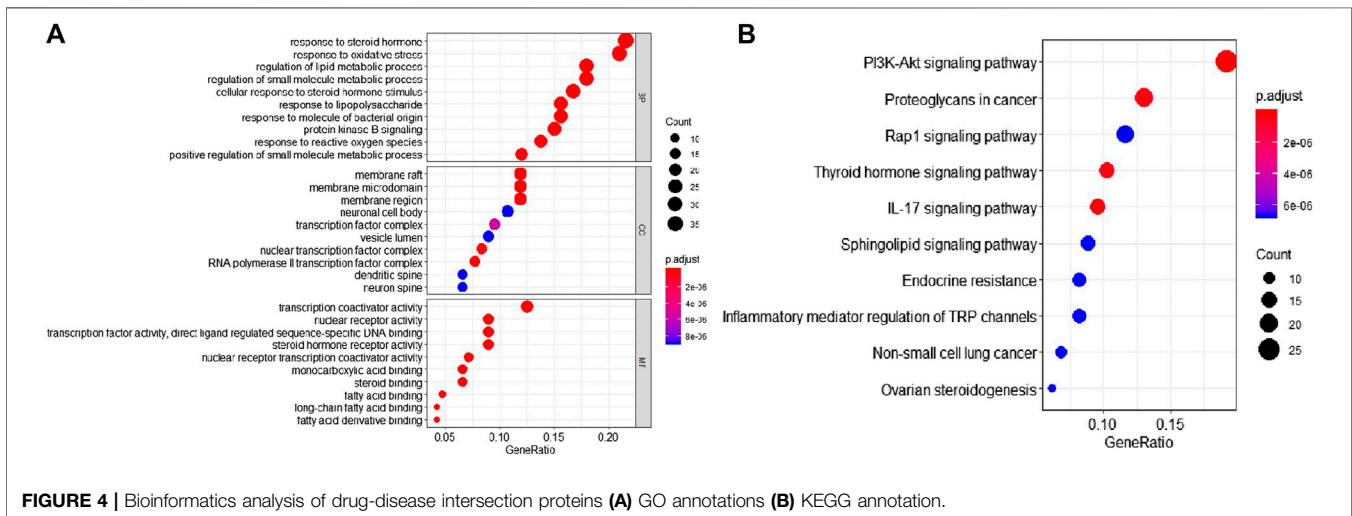 A
response to steroid hormone
response to oxidative stress
regulation of lipid metabolic process
regulation of small molecule metabolic process
cellular response to steroid hormone stimulus
response to lipopolysaccharide
response to molecule of bacterial origin
protein kinase B signaling
response to reactive oxygen species
positive regulation of small molecule metabolic process
BP
membrane raft
membrane microdomain
membrane region
neuronal cell body
transcription factor complex
vesicle lumen
nuclear transcription factor complex
RNA polymerase II transcription factor complex
dendritic spine
neuron spine
CC
transcription coactivator activity
nuclear receptor activity
transcription factor activity, direct ligand regulated sequence-specific DNA binding
steroid hormone receptor activity
nuclear receptor transcription coactivator activity
monocarboxylic acid binding
steroid binding
fatty acid binding
long-chain fatty acid binding
fatty acid derivative binding
MF
0.05 0.10 0.15 0.20
GeneRatio
Count
10
15
20
25
30
35
p.adjust
2e-06
4e-06
6e-06
8e-06
B
PI3K-Akt signaling pathway
Proteoglycans in cancer
Rap1 signaling pathway
Thyroid hormone signaling pathway
IL-17 signaling pathway
Sphingolipid signaling pathway
Endocrine resistance
Inflammatory mediator regulation of TRP channels
Non-small cell lung cancer
Ovarian steroidogenesis
0.10 0.15
GeneRatio
p.adjust
2e-06
4e-06
6e-06
Count
10
15
20
25
FIGURE 4 | Bioinformatics analysis of drug-disease intersection proteins (A) GO annotations (B) KEGG annotation.